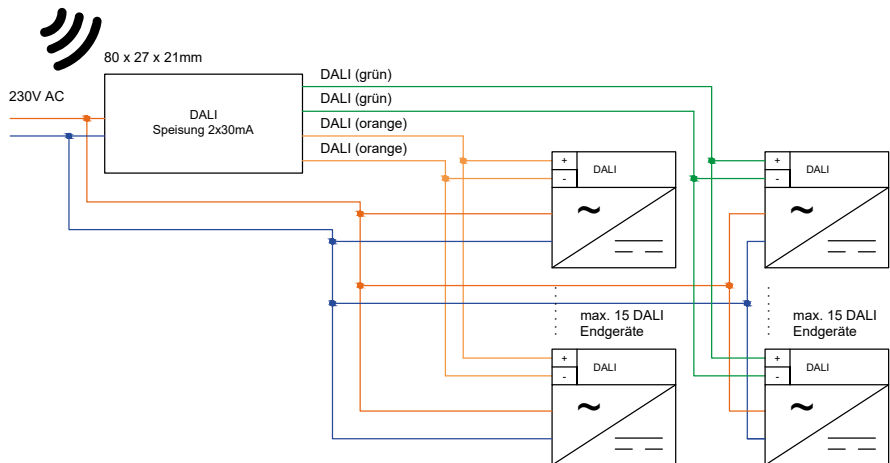 80 x 27 x 21mm
230V AC
DALI
Speisung 2x30mA
DALI (grün)
DALI (grün)
DALI (orange)
DALI (orange)
+
-
DALI
~
+
-
DALI
~
max. 15 DALI
Endgeräte
max. 15 DALI
Endgeräte
+
-
DALI
~
+
-
DALI
~